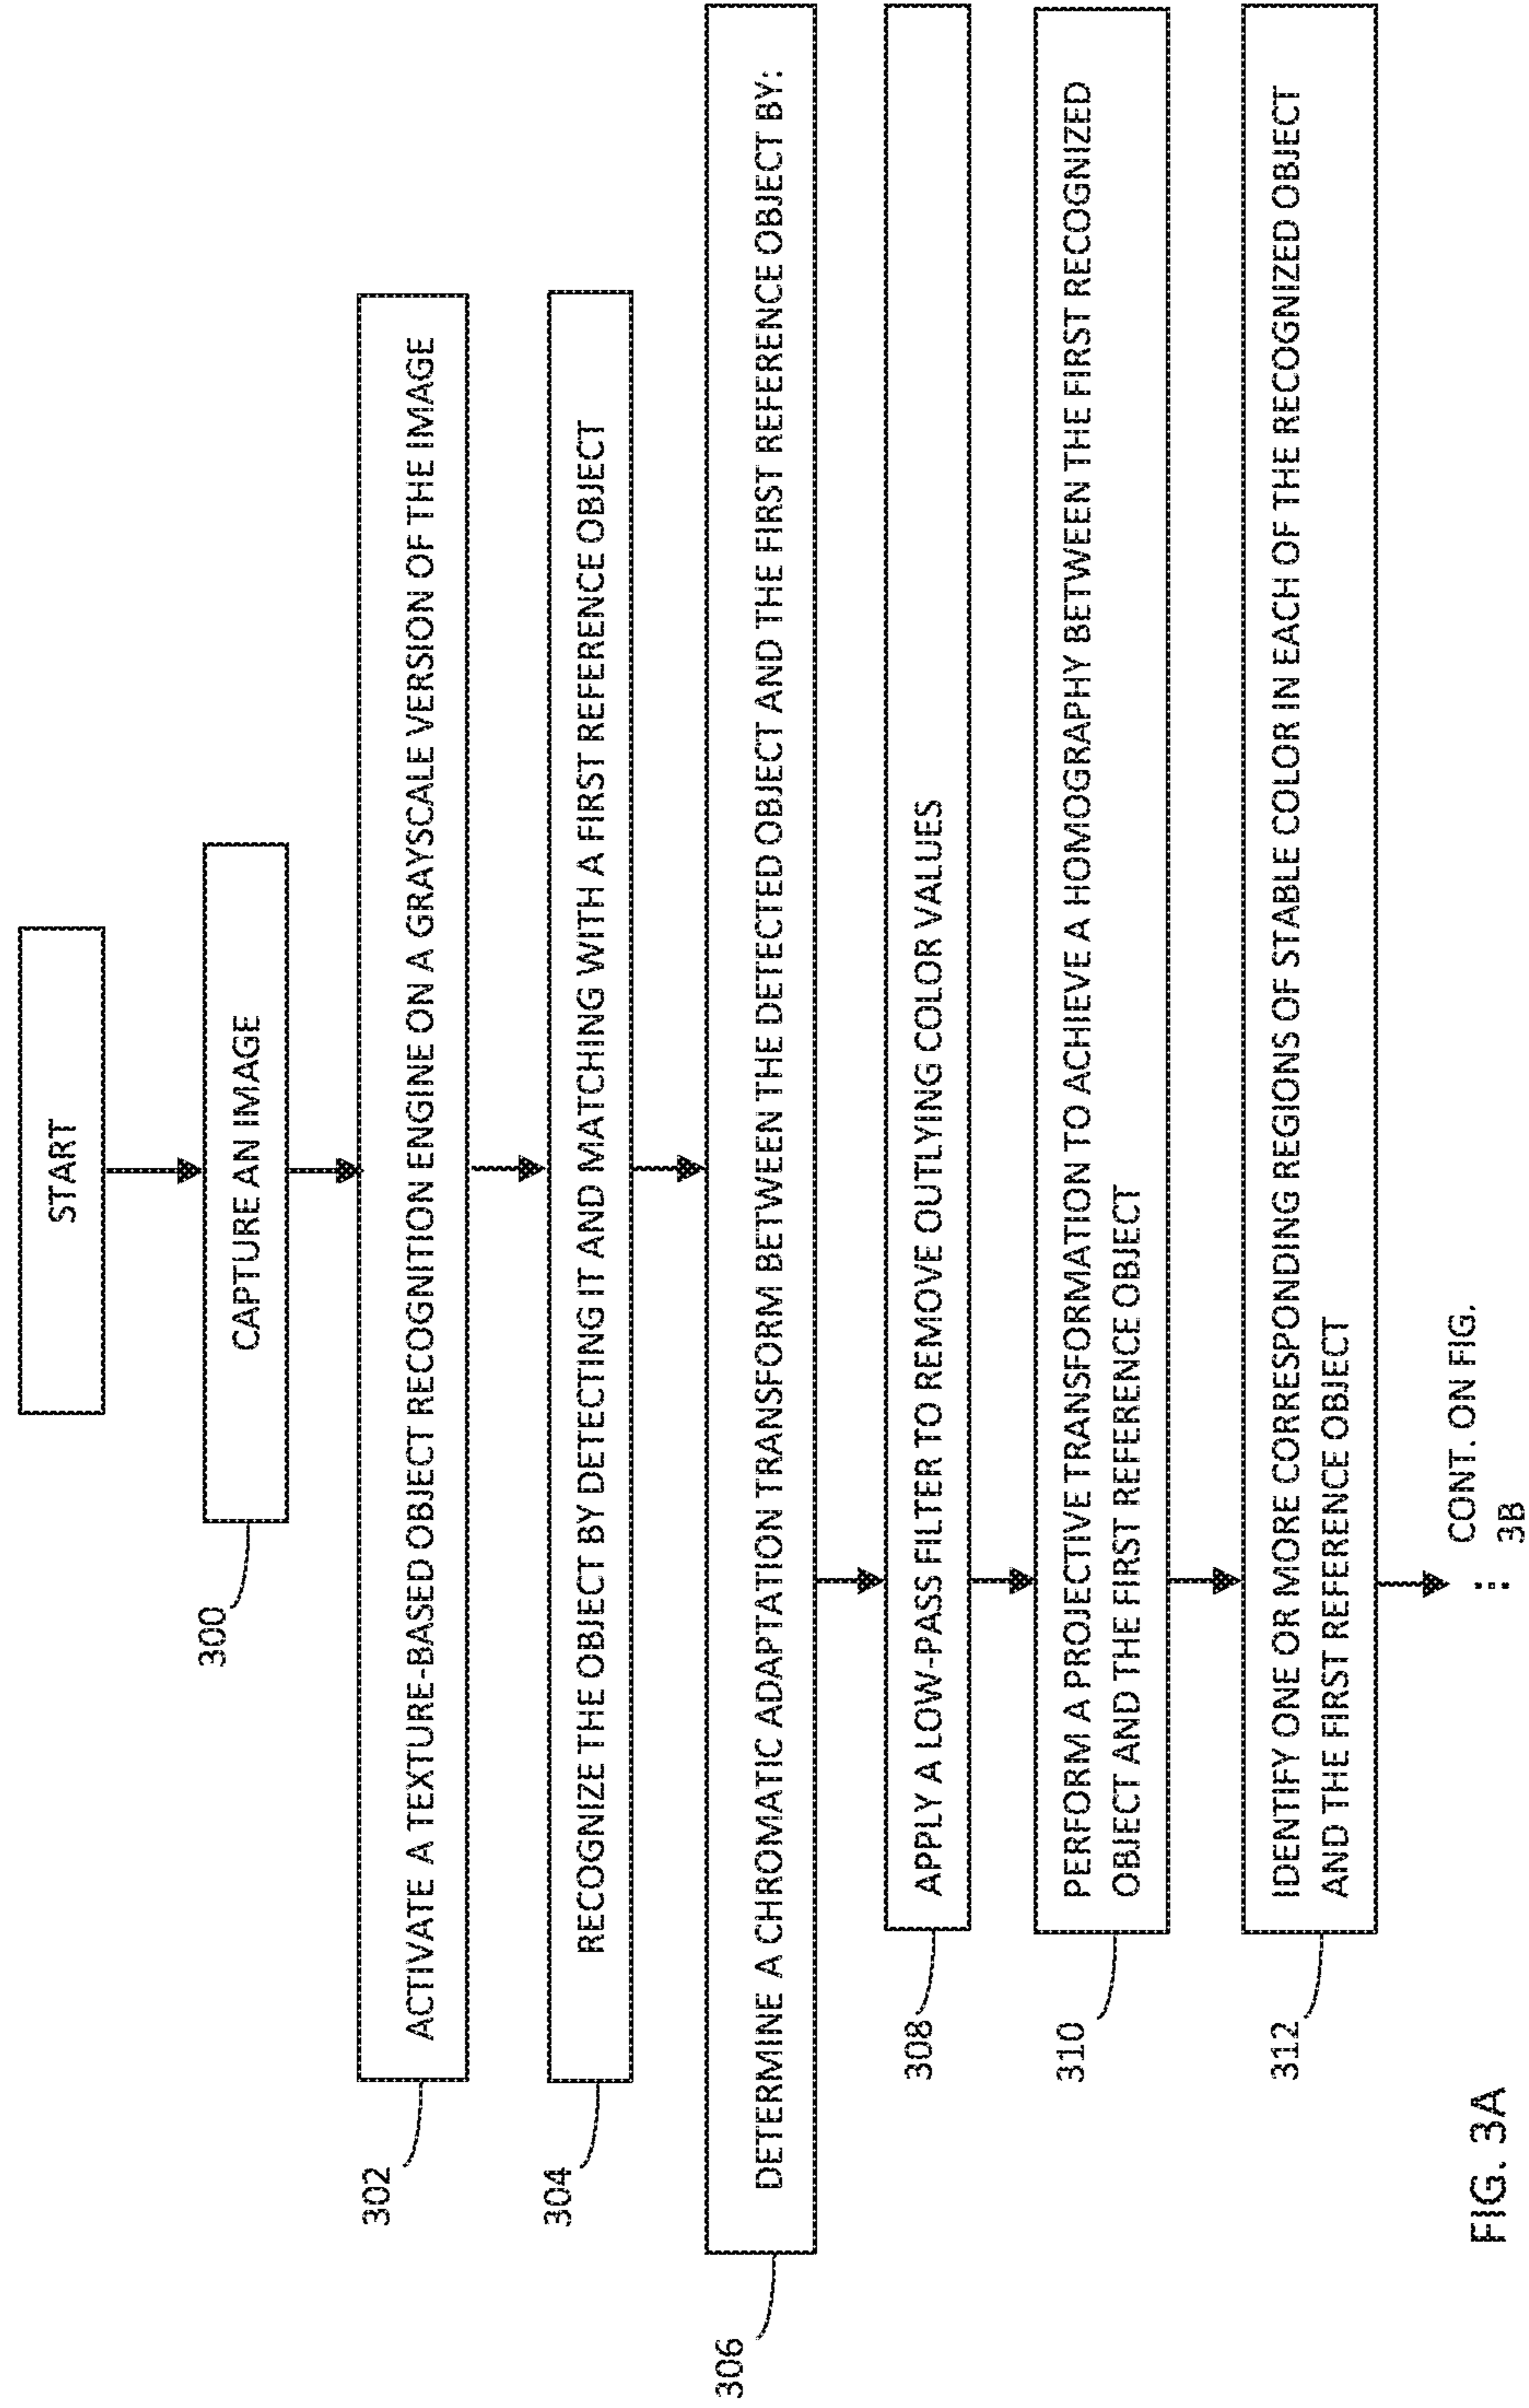 START
CAPTURE AN IMAGE
300
ACTIVATE A TEXTURE-BASED OBJECT RECOGNITION ENGINE ON A GRAYSCALE VERSION OF THE IMAGE
302
RECOGNIZE THE OBJECT BY DETECTING IT AND MATCHING WITH A FIRST REFERENCE OBJECT
304
DETERMINE A CHROMATIC ADAPTATION TRANSFORM BETWEEN THE DETECTED OBJECT AND THE FIRST REFERENCE OBJECT BY:
306
APPLY A LOW-PASS FILTER TO REMOVE OUTLYING COLOR VALUES
308
PERFORM A PROJECTIVE TRANSFORMATION TO ACHIEVE A HOMOGRAPHY BETWEEN THE FIRST RECOGNIZED
OBJECT AND THE FIRST REFERENCE OBJECT
310
IDENTIFY ONE OR MORE CORRESPONDING REGIONS OF STABLE COLOR IN EACH OF THE RECOGNIZED OBJECT
AND THE FIRST REFERENCE OBJECT
312
CONT. ON FIG.
3B
FIG. 3A